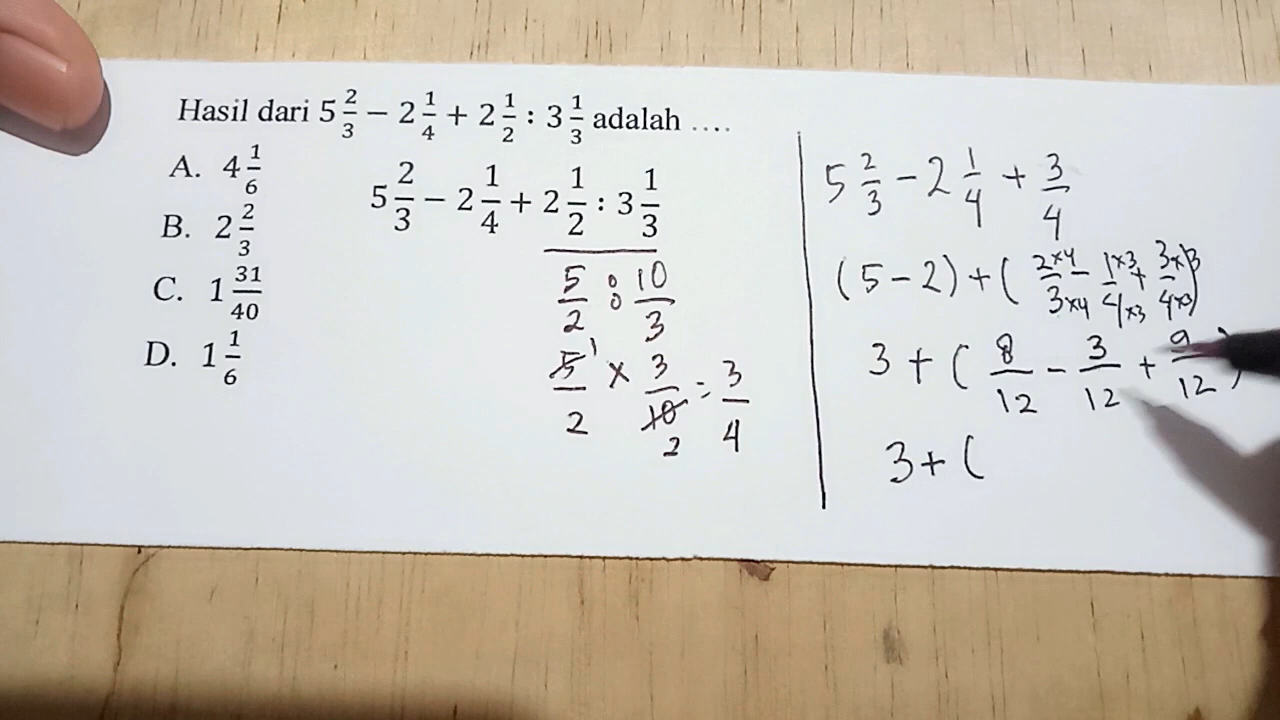 Hasil dari 5 2/3 − 2 1/4 + 2 1/2 : 3 1/3 adalah ....
A. 4 1/6
B. 2 2/3
C. 1 31/40
D. 1 1/6
5 2/3 − 2 1/4 + 2 1/2 : 3 1/3
5/2 : 10/3
5/2 1 × 3/10 2 = 3/4
5 2/3 − 2 1/4 + 3/4
(5 − 2) + (2×4/3×4 − 1×3/4×3 + 3×3/4×3)
3 + (8/12 − 3/12 + 9/12)
3 + (